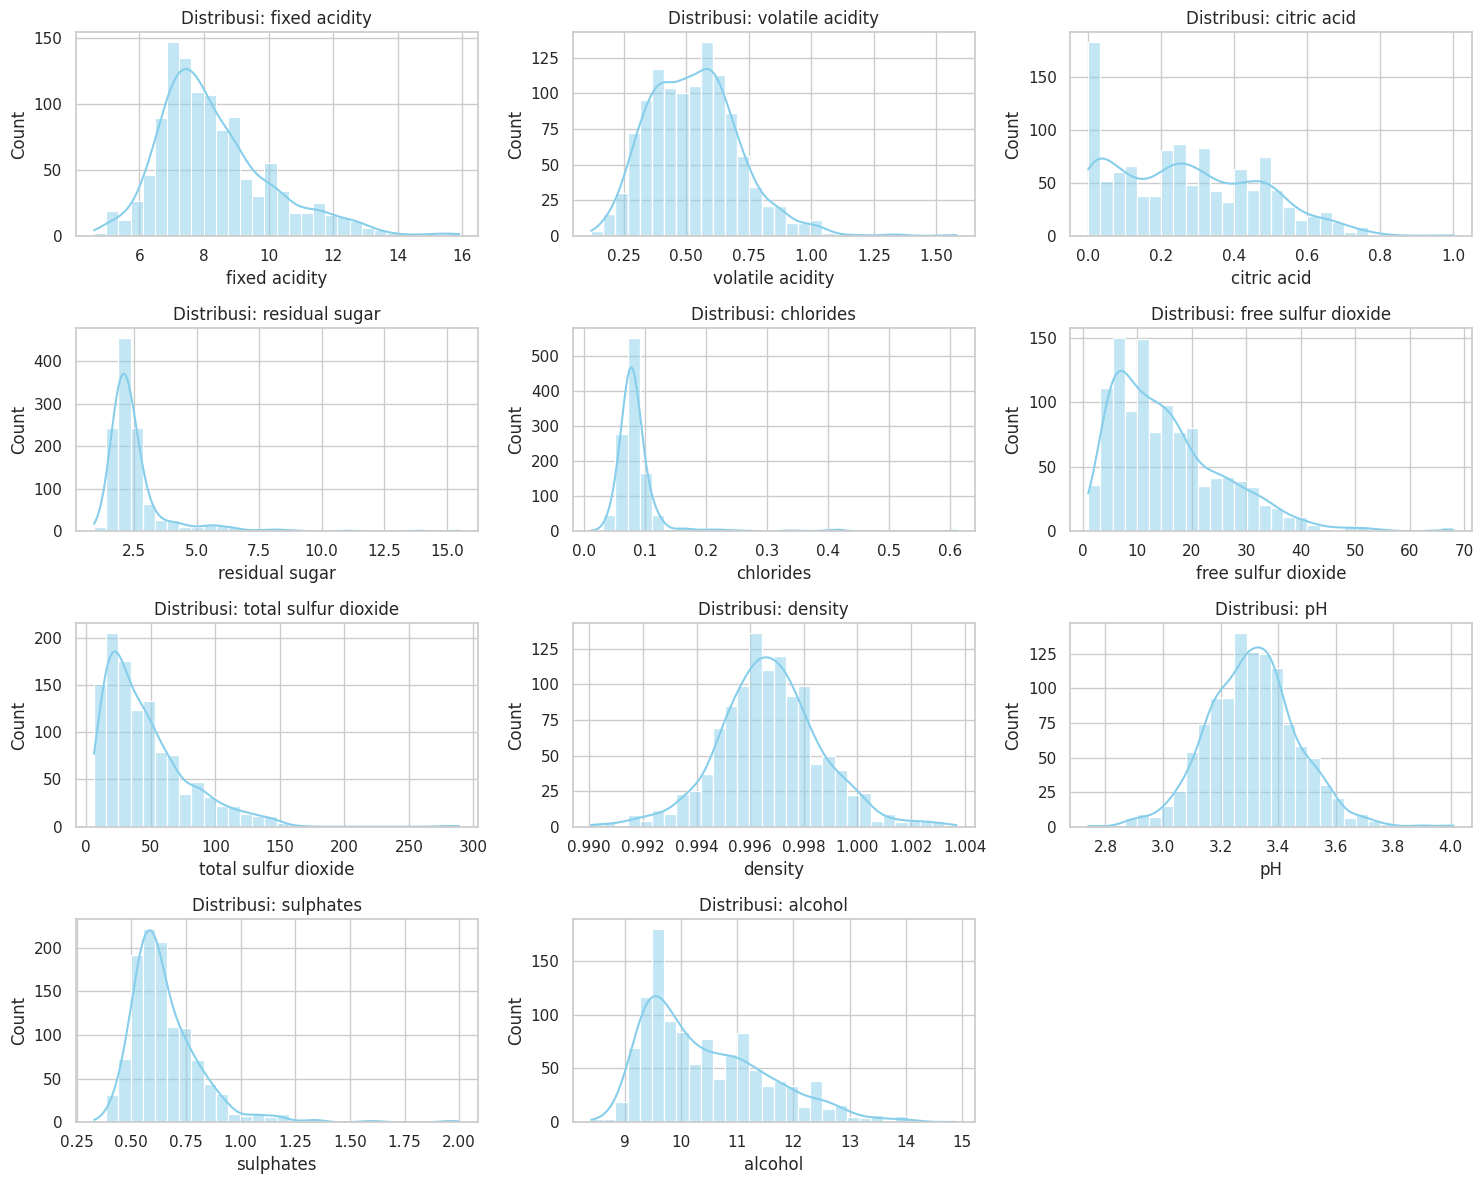 Distribusi: fixed acidity
150
100
50
0
Count
6 8 10 12 14 16
fixed acidity
Distribusi: volatile acidity
125
100
75
50
25
0
Count
0.25 0.50 0.75 1.00 1.25 1.50
volatile acidity
Distribusi: citric acid
150
100
50
0
Count
0.0 0.2 0.4 0.6 0.8 1.0
citric acid
Distribusi: residual sugar
400
300
200
100
0
Count
2.5 5.0 7.5 10.0 12.5 15.0
residual sugar
Distribusi: chlorides
500
400
300
200
100
0
Count
0.0 0.1 0.2 0.3 0.4 0.5 0.6
chlorides
Distribusi: free sulfur dioxide
150
100
50
0
Count
0 10 20 30 40 50 60 70
free sulfur dioxide
Distribusi: total sulfur dioxide
200
150
100
50
0
Count
0 50 100 150 200 250 300
total sulfur dioxide
Distribusi: density
125
100
75
50
25
0
Count
0.990 0.992 0.994 0.996 0.998 1.000 1.002 1.004
density
Distribusi: pH
125
100
75
50
25
0
Count
2.8 3.0 3.2 3.4 3.6 3.8 4.0
pH
Distribusi: sulphates
200
150
100
50
0
Count
0.25 0.50 0.75 1.00 1.25 1.50 1.75 2.00
sulphates
Distribusi: alcohol
150
100
50
0
Count
9 10 11 12 13 14 15
alcohol